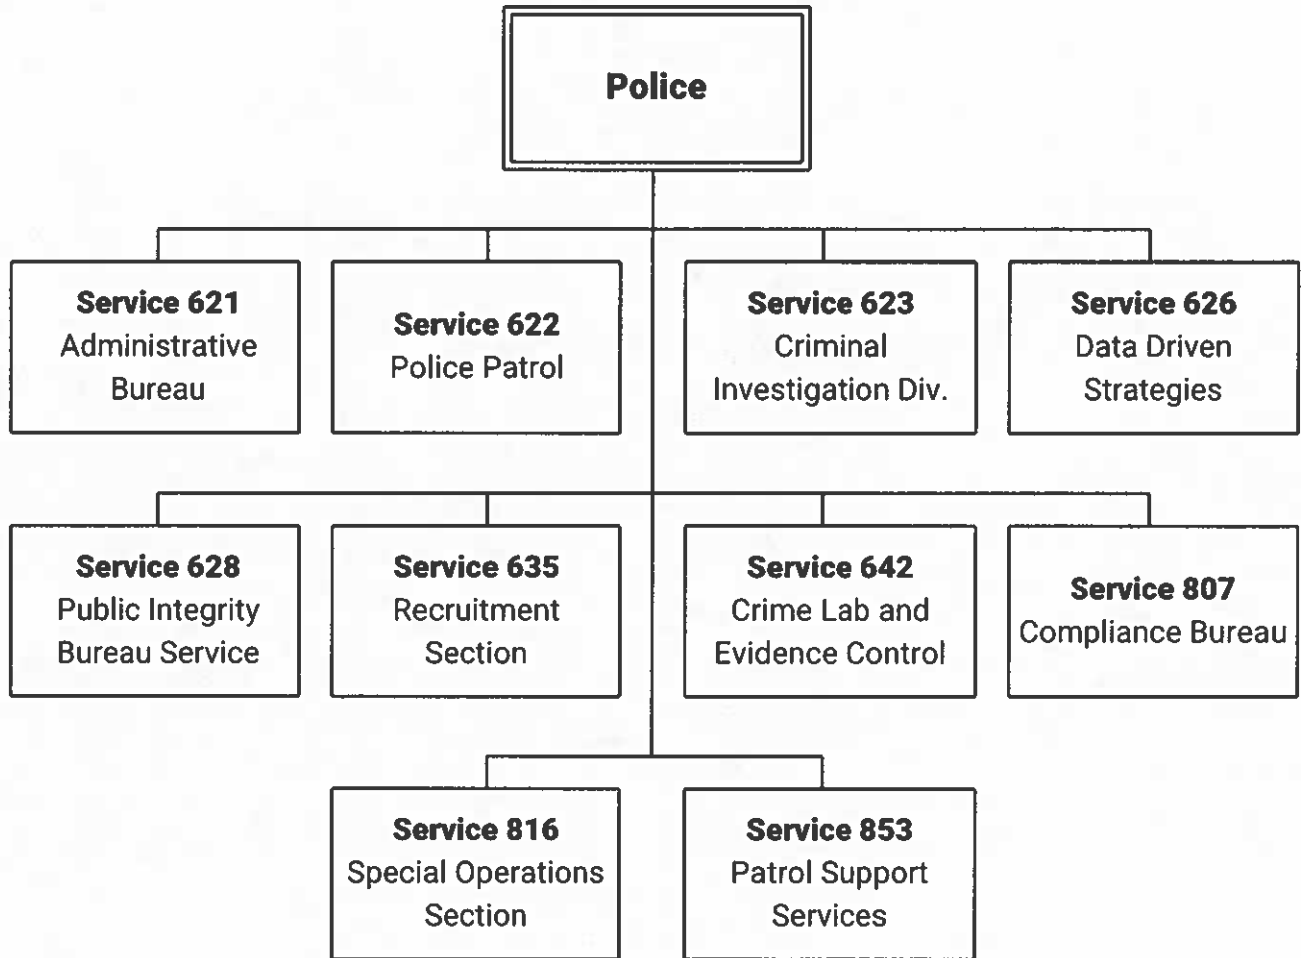 Police
Service 621
Administrative
Bureau
Service 622
Police Patrol
Service 623
Criminal
Investigation Div.
Service 626
Data Driven
Strategies
Service 628
Public Integrity
Bureau Service
Service 635
Recruitment
Section
Service 642
Crime Lab and
Evidence Control
Service 807
Compliance Bureau
Service 816
Special Operations
Section
Service 853
Patrol Support
Services